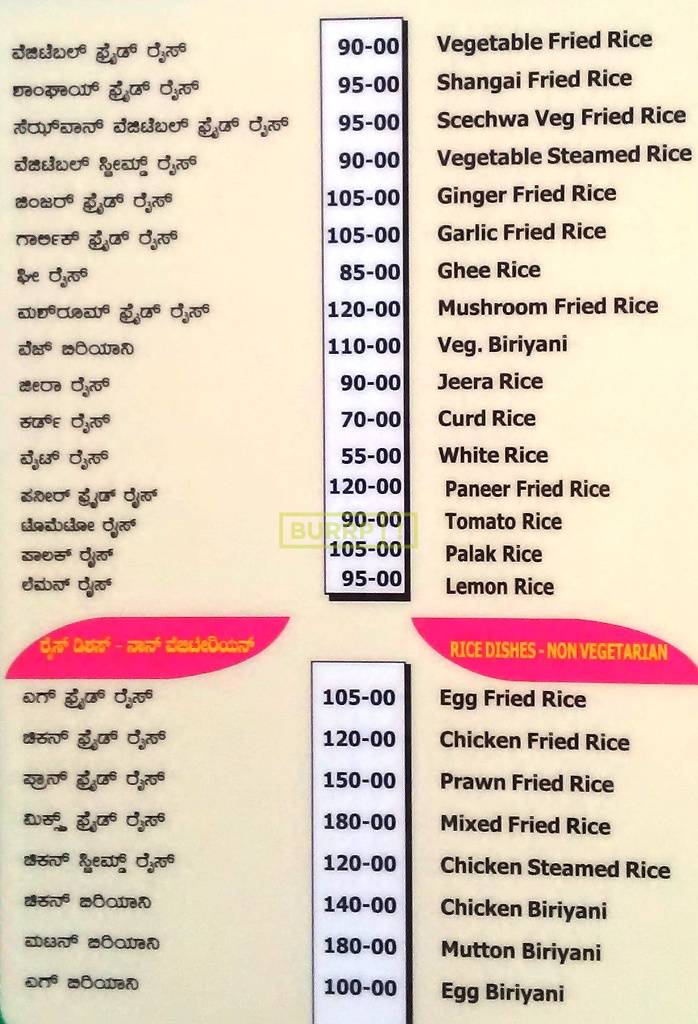 ವೆಜಿಟೆಬಲ್ ಫ್ರೈಡ್ ರೈಸ್ 90-00 Vegetable Fried Rice
ಶಾಂಘಾಯ್ ಫ್ರೈಡ್ ರೈಸ್ 95-00 Shangai Fried Rice
ಸೆಝ್‌ವಾನ್ ವೆಜಿಟೆಬಲ್ ಫ್ರೈಡ್ ರೈಸ್ 95-00 Scechwa Veg Fried Rice
ವೆಜಿಟೆಬಲ್ ಸ್ಟೀಮ್ಡ್ ರೈಸ್ 90-00 Vegetable Steamed Rice
ಜಿಂಜರ್ ಫ್ರೈಡ್ ರೈಸ್ 105-00 Ginger Fried Rice
ಗಾರ್ಲಿಕ್ ಫ್ರೈಡ್ ರೈಸ್ 105-00 Garlic Fried Rice
ಘೀ ರೈಸ್ 85-00 Ghee Rice
ಮಶ್‌ರೂಮ್ ಫ್ರೈಡ್ ರೈಸ್ 120-00 Mushroom Fried Rice
ವೆಜ್ ಬಿರಿಯಾನಿ 110-00 Veg. Biriyani
ಜೀರಾ ರೈಸ್ 90-00 Jeera Rice
ಕರ್ಡ್ ರೈಸ್ 70-00 Curd Rice
ವೈಟ್ ರೈಸ್ 55-00 White Rice
ಪನೀರ್ ಫ್ರೈಡ್ ರೈಸ್ 120-00 Paneer Fried Rice
ಟೊಮೆಟೋ ರೈಸ್ 90-00 Tomato Rice
BURRP
ಪಾಲಕ್ ರೈಸ್ 105-00 Palak Rice
ಲೆಮನ್ ರೈಸ್ 95-00 Lemon Rice
ರೈಸ್ ಡಿಶಸ್ - ನಾನ್ ವೆಜಿಟೇರಿಯನ್ RICE DISHES - NON VEGETARIAN
ಎಗ್ ಫ್ರೈಡ್ ರೈಸ್ 105-00 Egg Fried Rice
ಚಿಕನ್ ಫ್ರೈಡ್ ರೈಸ್ 120-00 Chicken Fried Rice
ಪ್ರಾನ್ ಫ್ರೈಡ್ ರೈಸ್ 150-00 Prawn Fried Rice
ಮಿಕ್ಸ್ಡ್ ಫ್ರೈಡ್ ರೈಸ್ 180-00 Mixed Fried Rice
ಚಿಕನ್ ಸ್ಟೀಮ್ಡ್ ರೈಸ್ 120-00 Chicken Steamed Rice
ಚಿಕನ್ ಬಿರಿಯಾನಿ 140-00 Chicken Biriyani
ಮಟನ್ ಬಿರಿಯಾನಿ 180-00 Mutton Biriyani
ಎಗ್ ಬಿರಿಯಾನಿ 100-00 Egg Biriyani